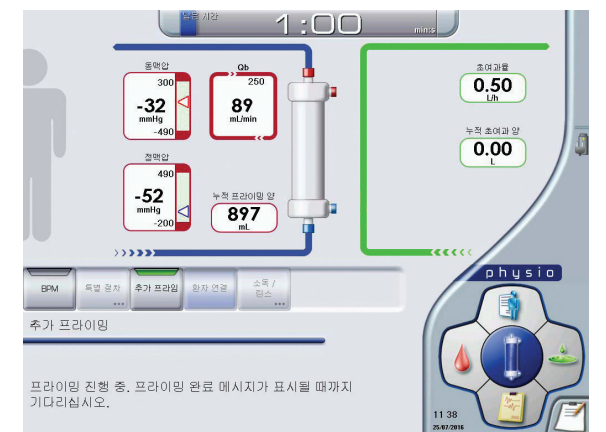 남은 시간
1:00
min:s
동맥압
300
-32
mmHg
-490
Qb
250
89
mL/min
초여과율
0.50
L/h
누적 초여과 양
0.00
L
정맥압
490
-52
mmHg
-200
누적 프라이밍 양
897
mL
physio
BPM
특별 절차
•••
추가 프라임
환자 연결
소독 /
린스
•••
추가 프라이밍
프라이밍 진행 중. 프라이밍 완료 메시지가 표시될 때까지
기다리십시오.
11 38
25/07/2016